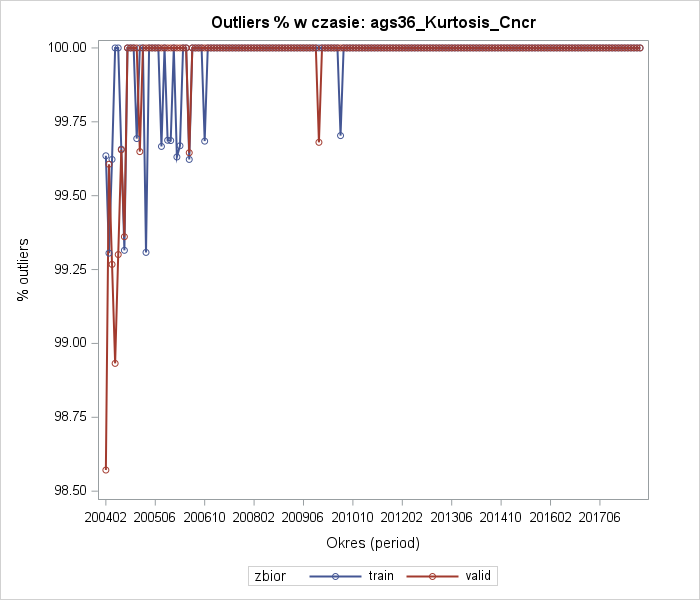 Outliers % w czasie: ags36_Kurtosis_Cncr
100.00
99.75
99.50
99.25
99.00
98.75
98.50
% outliers
200402 200506 200610 200802 200906 201010 201202 201306 201410 201602 201706
Okres (period)
zbior train valid